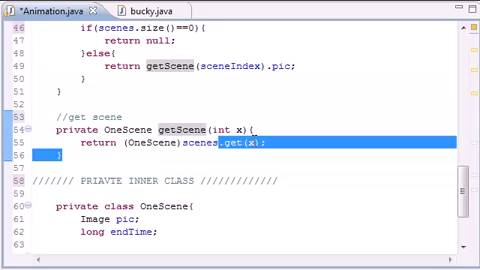 *Animation.java
bucky.java
46 if(scenes.size()==0){
47 return null;
48 }else{
49 return getScene(sceneIndex).pic;
50 }
51 }
52
53 //get scene
54 private OneScene getScene(int x){
55 return (OneScene)scenes.get(x);
56 }
57
58 /////// PRIAVTE INNER CLASS /////////////
59
60 private class OneScene{
61 Image pic;
62 long endTime;
63